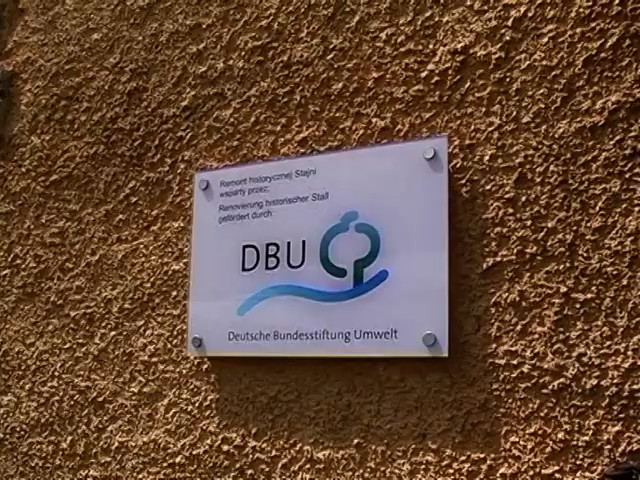 Remont historycznej Stajni
wsparty przez:
Renovierung historischer Stall
gefördert durch:
DBU
Deutsche Bundesstiftung Umwelt